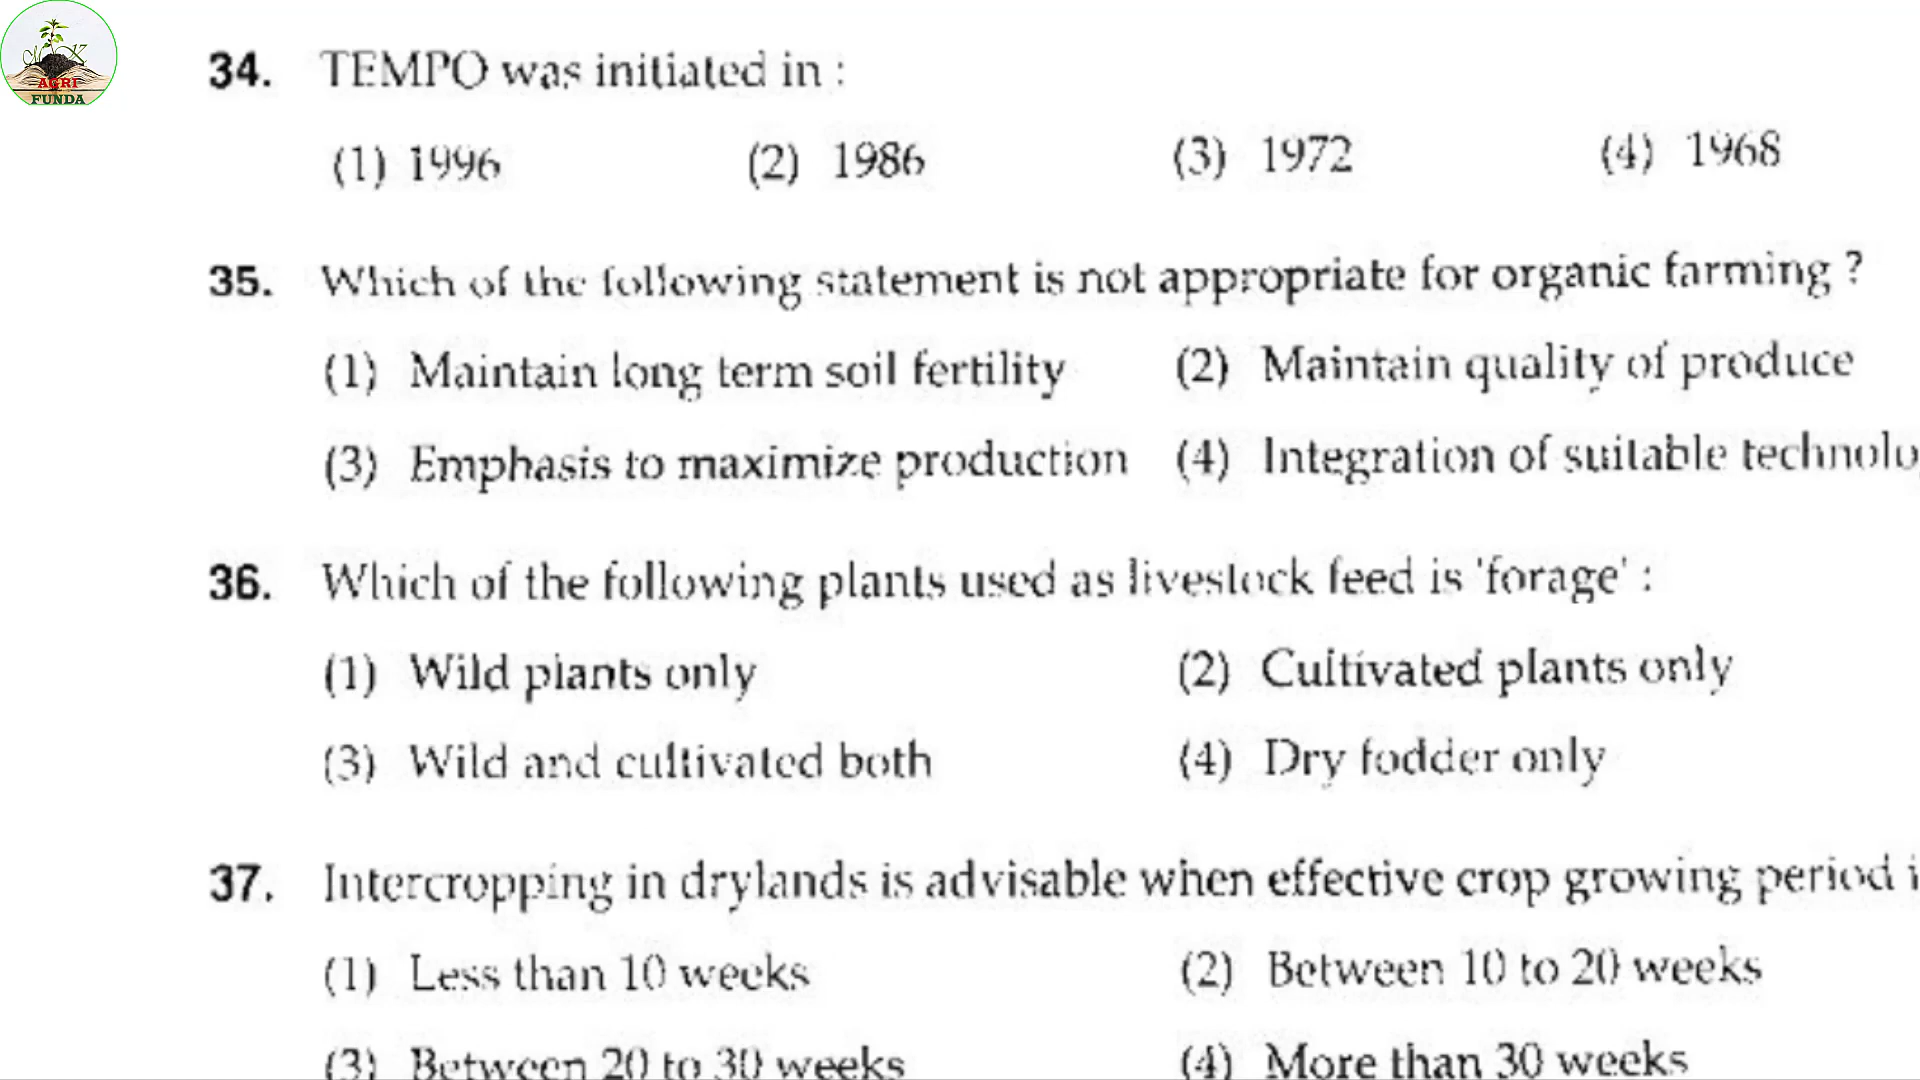 AGRI
FUNDA
34. TEMPO was initiated in :
(1) 1996 (2) 1986 (3) 1972 (4) 1968
35. Which of the following statement is not appropriate for organic farming ?
(1) Maintain long term soil fertility (2) Maintain quality of produce
(3) Emphasis to maximize production (4) Integration of suitable technolo
36. Which of the following plants used as livestock feed is 'forage' :
(1) Wild plants only (2) Cultivated plants only
(3) Wild and cultivated both (4) Dry fodder only
37. Intercropping in drylands is advisable when effective crop growing period i
(1) Less than 10 weeks (2) Between 10 to 20 weeks
(3) Between 20 to 30 weeks (4) More than 30 weeks